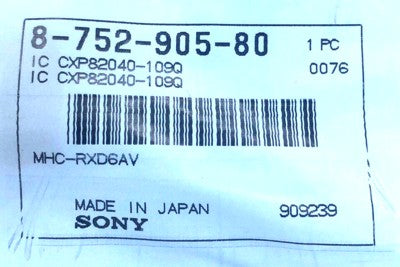 8-752-905-80 1 PC
IC CXP82040-109Q 0076
IC CXP82040-109Q
MHC-RXD6AV
MADE IN JAPAN 909239
SONY